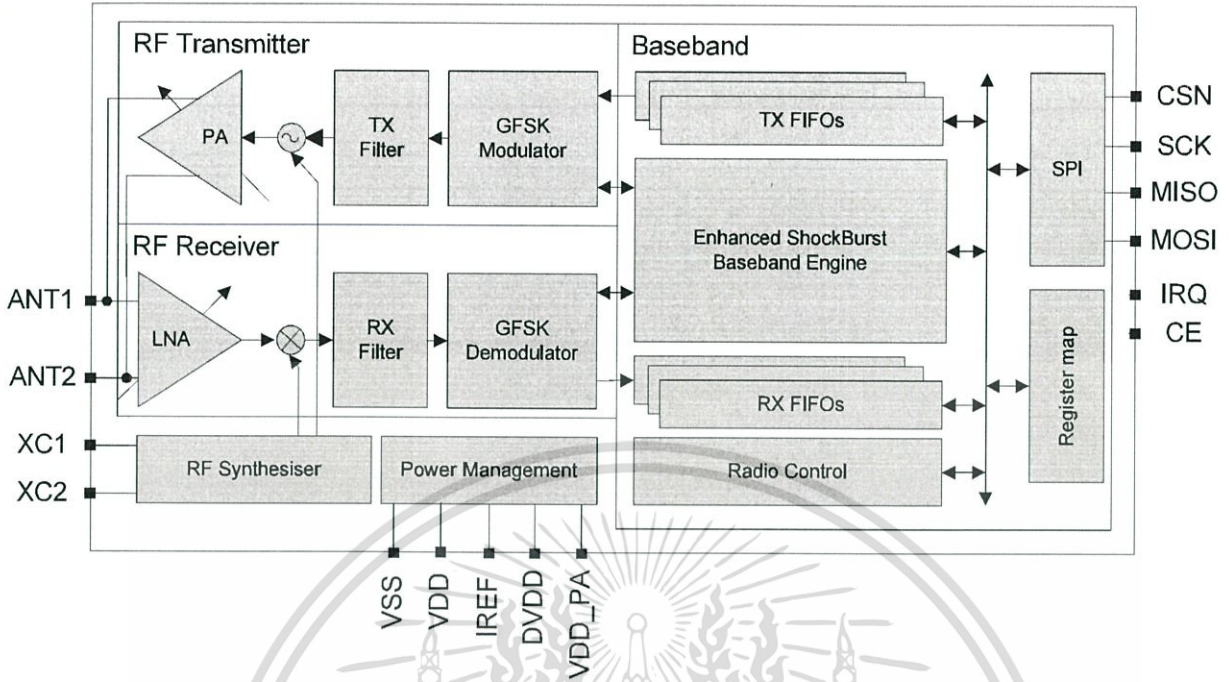 RF Transmitter
Baseband
PA
TX
Filter
GFSK
Modulator
TX FIFOs
SPI
CSN
SCK
MISO
MOSI
IRQ
CE
Enhanced ShockBurst
Baseband Engine
RF Receiver
ANT1
ANT2
LNA
RX
Filter
GFSK
Demodulator
RX FIFOs
Register map
XC1
XC2
RF Synthesiser
Power Management
Radio Control
VSS
VDD
IREF
DVDD
VDD_PA